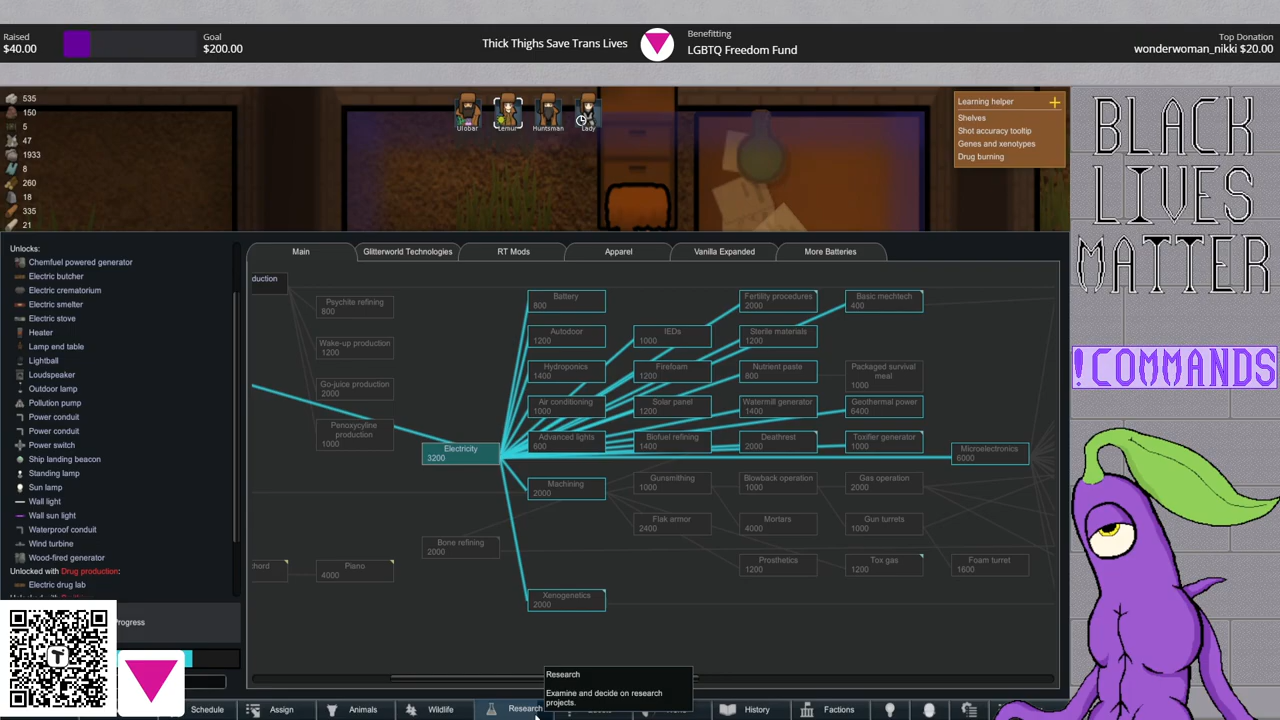 Raised
$40.00
Goal
$200.00
Thick Thighs Save Trans Lives
Benefitting
LGBTQ Freedom Fund
Top Donation
wonderwoman_nikki $20.00
535
150
5
47
1933
8
260
18
335
21
Ulobar
Lemur
Huntsman
Lady
Learning helper
Shelves
Shot accuracy tooltip
Genes and xenotypes
Drug burning
BLACK
LIVES
MATTER
!COMMANDS
Unlocks:
Chemfuel powered generator
Electric butcher
Electric crematorium
Electric smelter
Electric stove
Heater
Lamp end table
Lightball
Loudspeaker
Outdoor lamp
Pollution pump
Power conduit
Power conduit
Power switch
Ship landing beacon
Standing lamp
Sun lamp
Wall light
Wall sun light
Waterproof conduit
Wind turbine
Wood-fired generator
Unlocked with Drug production:
Electric drug lab
Progress
Main
Glitterworld Technologies
RT Mods
Apparel
Vanilla Expanded
More Batteries
duction
Psychite refining
800
Wake-up production
1200
Go-juice production
2000
Penoxycyline production
1000
Electricity
3200
Bone refining
2000
hord
Piano
4000
Battery
800
Autodoor
1200
Hydroponics
1400
Air conditioning
1000
Advanced lights
600
Machining
2000
Xenogenetics
2000
IEDs
1000
Firefoam
1200
Solar panel
1200
Biofuel refining
1400
Gunsmithing
1000
Flak armor
2400
Fertility procedures
2000
Sterile materials
1200
Nutrient paste
800
Watermill generator
1400
Deathrest
2000
Blowback operation
1000
Mortars
4000
Prosthetics
1200
Basic mechtech
400
Packaged survival meal
1000
Geothermal power
6400
Toxifier generator
1000
Gas operation
2000
Gun turrets
1000
Tox gas
1200
Microelectronics
6000
Foam turret
1600
Research
Examine and decide on research
projects.
Schedule
Assign
Animals
Wildlife
Research
History
Factions